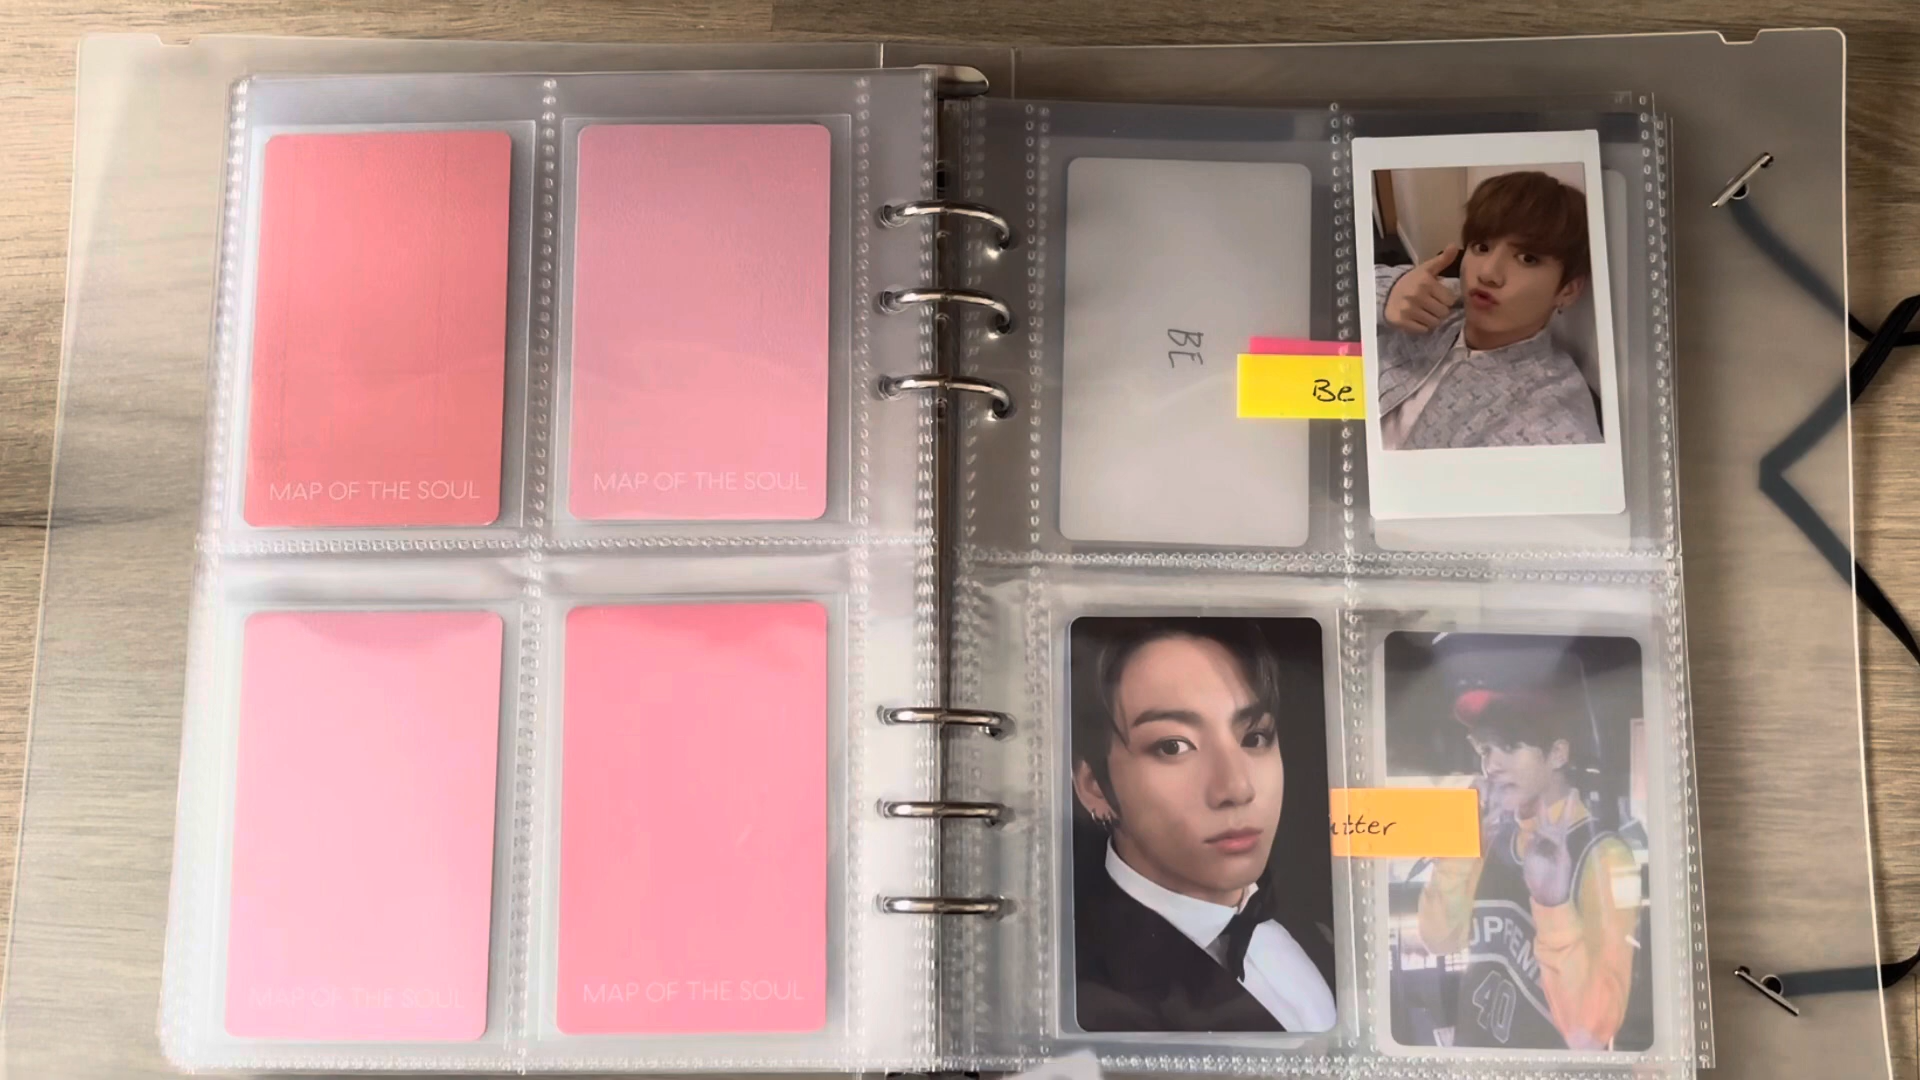 MAP OF THE SOUL
MAP OF THE SOUL
MAP OF THE SOUL
MAP OF THE SOUL
BE
Be
utter
SUPREM
40